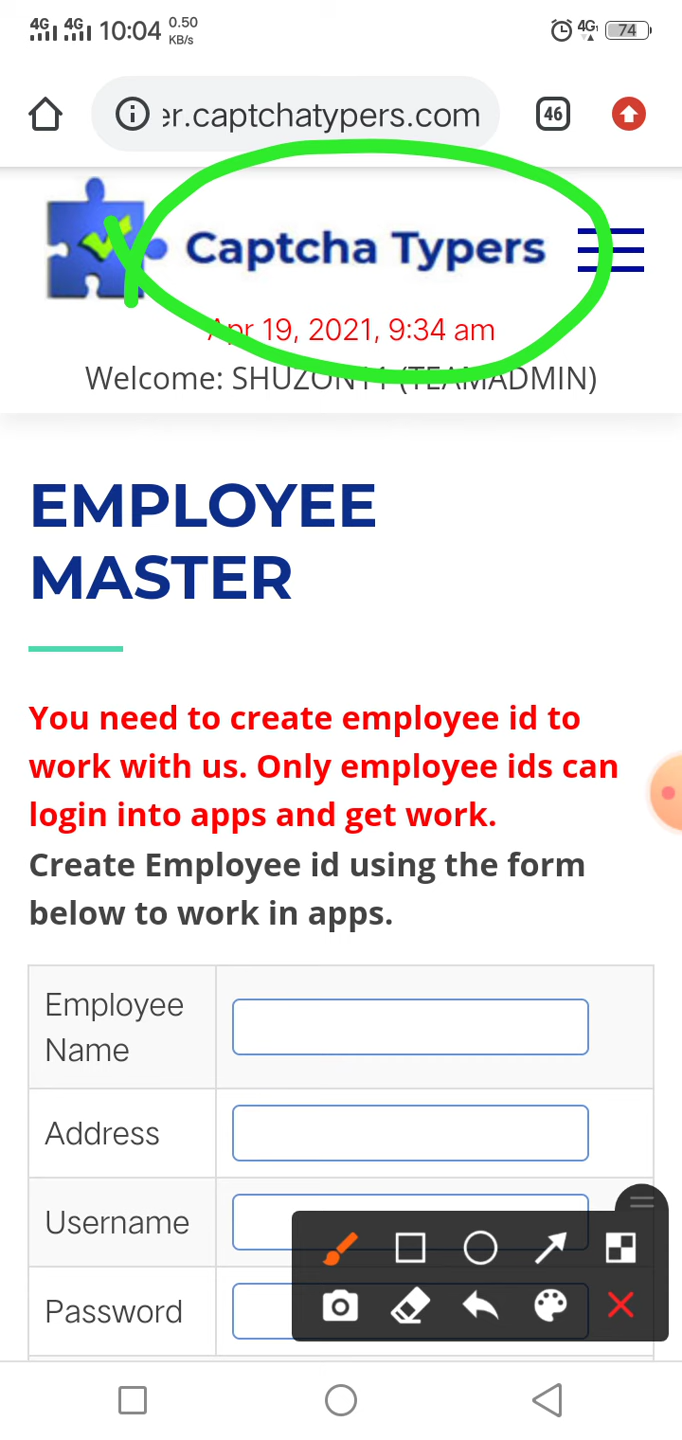 4G 4G 10:04 0.50 KB/s 4G 74
er.captchatypers.com 46
Captcha Typers
Apr 19, 2021, 9:34 am
Welcome: SHUZON11 (TEAMADMIN)
EMPLOYEE
MASTER
You need to create employee id to
work with us. Only employee ids can
login into apps and get work.
Create Employee id using the form
below to work in apps.
Employee
Name
Address
Username
Password